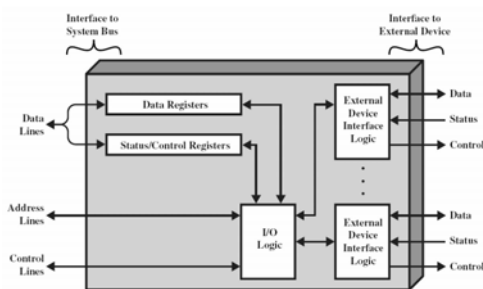 Interface to
System Bus
Interface to
External Device
Data
Lines
Data Registers
Status/Control Registers
Address
Lines
Control
Lines
I/O
Logic
External
Device
Interface
Logic
Data
Status
Control
External
Device
Interface
Logic
Data
Status
Control